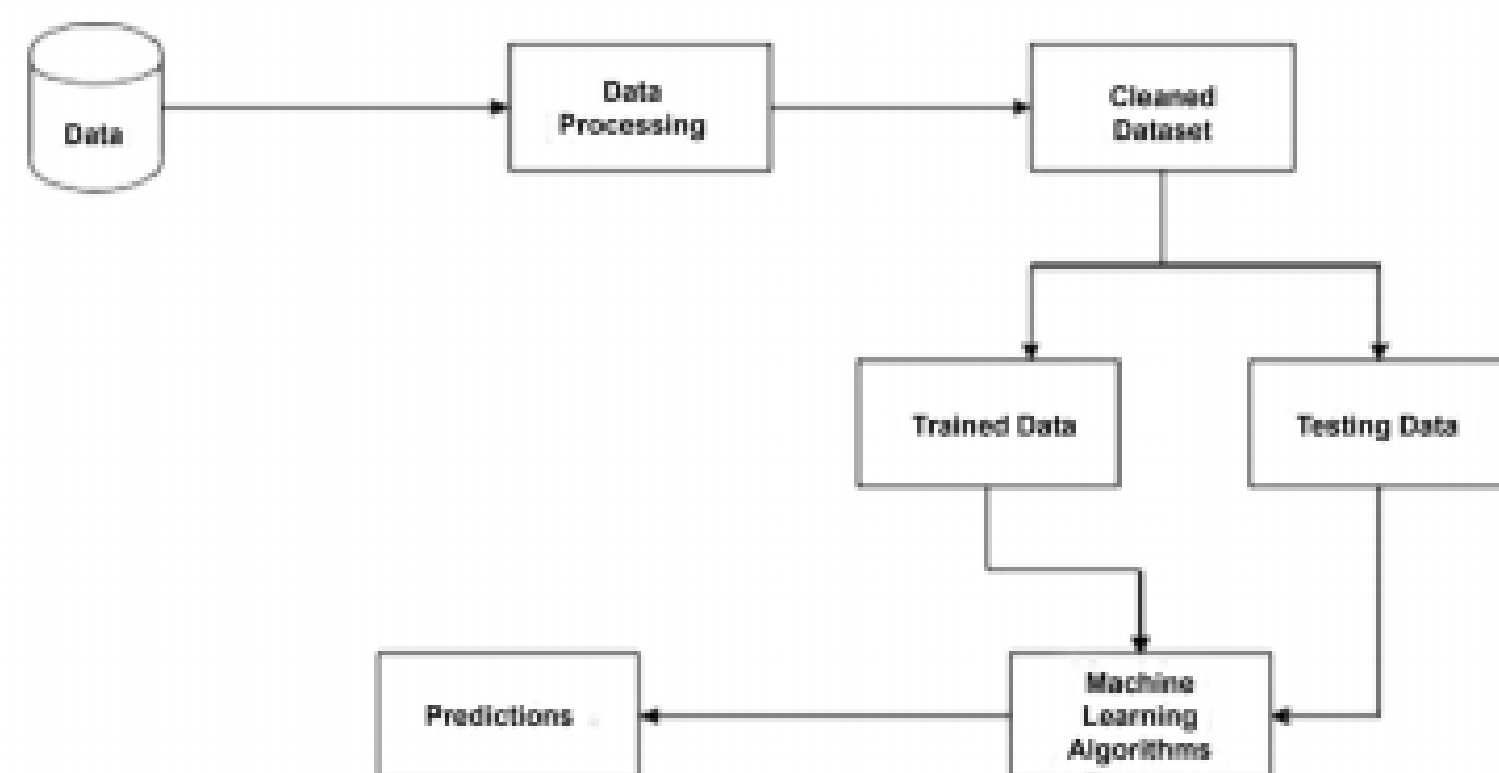 Data
Data
Processing
Cleaned
Dataset
Trained Data
Testing Data
Predictions
Machine
Learning
Algorithms